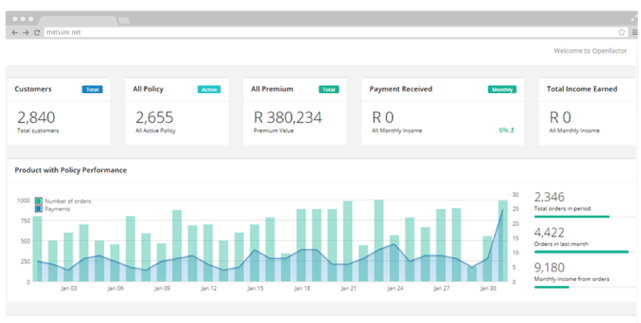 minsure.net
Welcome to Openfactor
Customers Total
2,840
Total customers
All Policy Active
2,655
All Active Policy
All Premium Total
R 380,234
Premium Value
Payment Received Monthly
R 0
All Monthly Income 0%
Total Income Earned
R 0
All Monthly Income
Product with Policy Performance
Number of orders
Payments
1000
750
500
250
0
30
25
20
15
10
5
0
Jan 03 Jan 06 Jan 09 Jan 12 Jan 15 Jan 18 Jan 21 Jan 24 Jan 27 Jan 30
2,346
Total orders in period
4,422
Orders in last month
9,180
Monthly income from orders